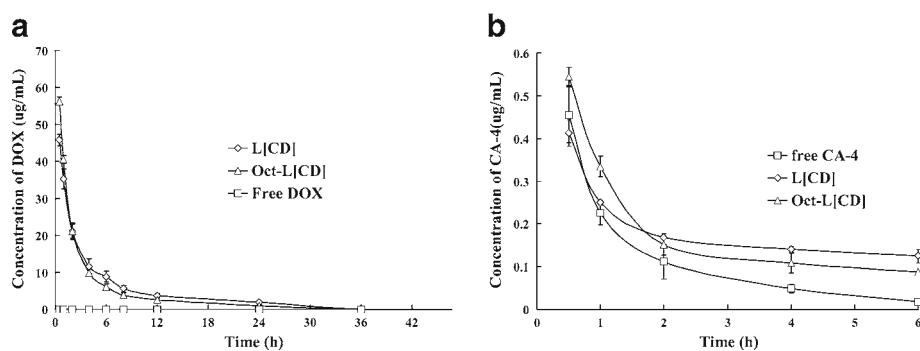 a
Concentration of DOX (ug/mL)
70
60
50
40
30
20
10
0
L[CD]
Oct-L[CD]
Free DOX
0 6 12 18 24 30 36 42
Time (h)
b
Concentration of CA-4(ug/mL)
0.6
0.5
0.4
0.3
0.2
0.1
0
free CA-4
L[CD]
Oct-L[CD]
0 1 2 3 4 5 6
Time (h)